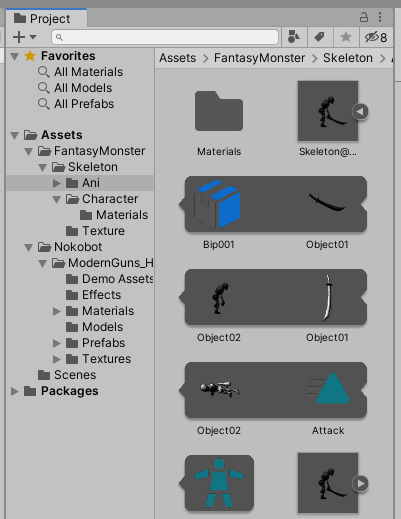 Project
8
Favorites
All Materials
All Models
All Prefabs
Assets
FantasyMonster
Skeleton
Ani
Character
Materials
Texture
Nokobot
ModernGuns_H
Demo Assets
Effects
Materials
Models
Prefabs
Textures
Scenes
Packages
Assets > FantasyMonster > Skeleton >
Materials
Skeleton@...
Bip001
Object01
Object02
Object01
Object02
Attack